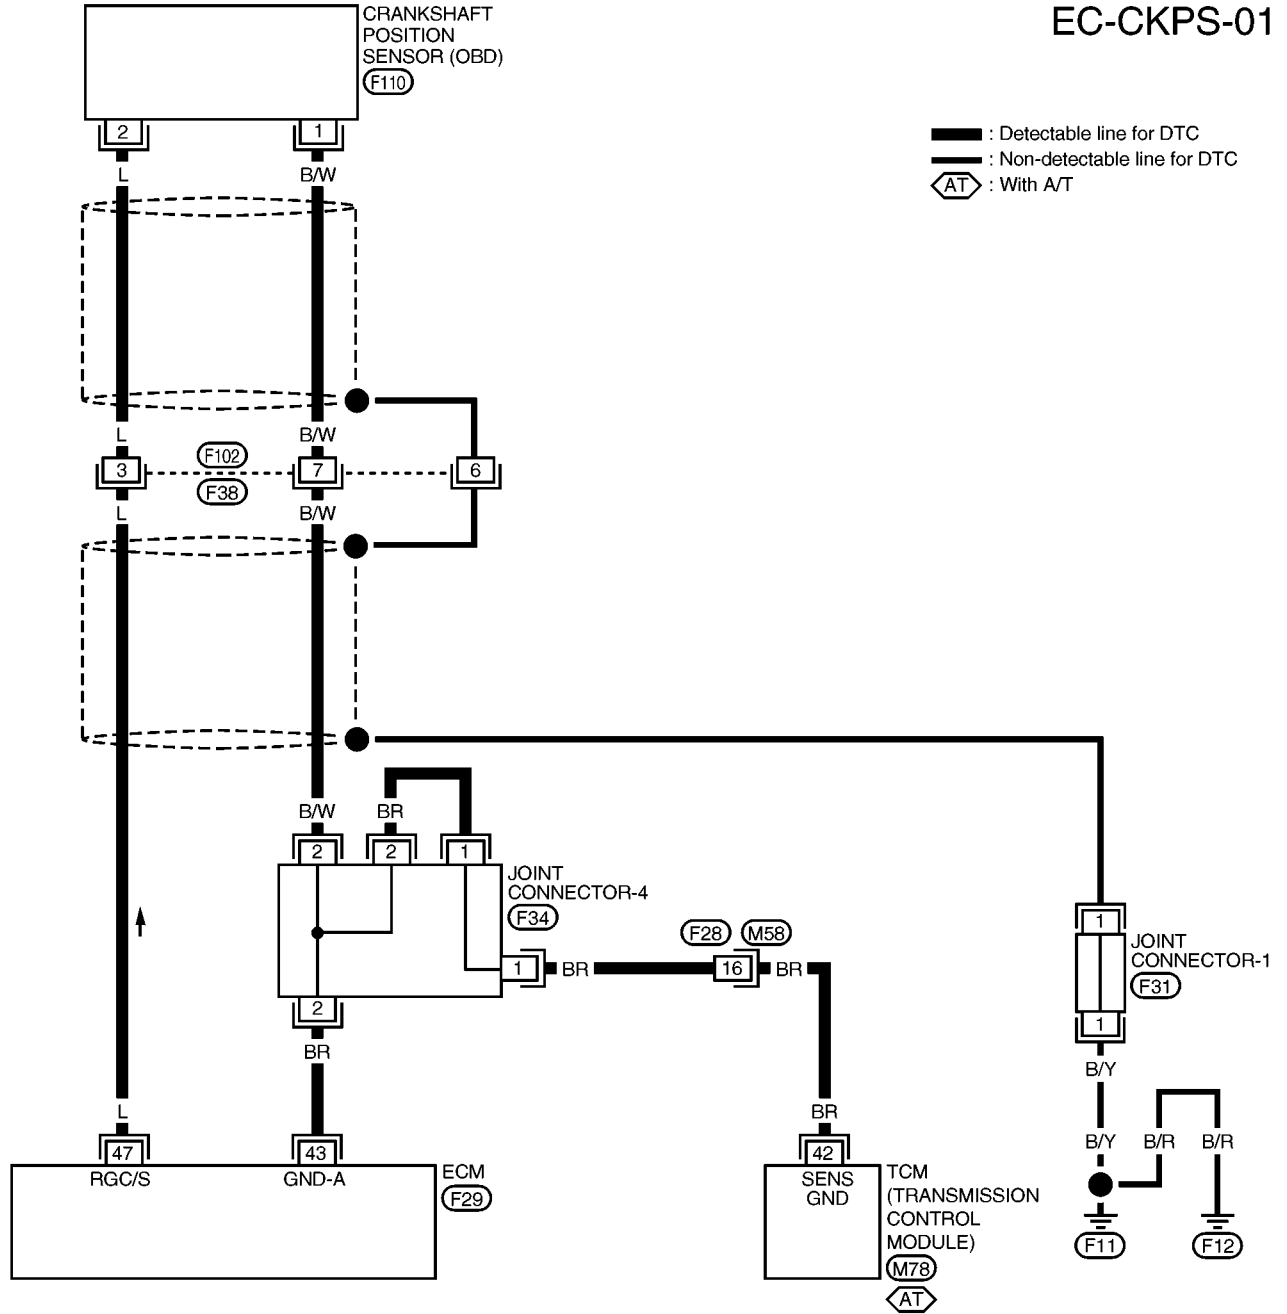 EC-CKPS-01
CRANKSHAFT
POSITION
SENSOR (OBD)
F110
2
1
L
B/W
: Detectable line for DTC
: Non-detectable line for DTC
AT : With A/T
L
B/W
3
F102
7
6
F38
L
B/W
B/W
BR
2
2
1
JOINT
CONNECTOR-4
F34
1
BR
F28
M58
16
BR
2
BR
1
JOINT
CONNECTOR-1
F31
1
B/Y
L
BR
B/Y
B/R
B/R
47
43
42
RGC/S
GND-A
ECM
F29
SENS
GND
TCM
(TRANSMISSION
CONTROL
MODULE)
M78
AT
F11
F12